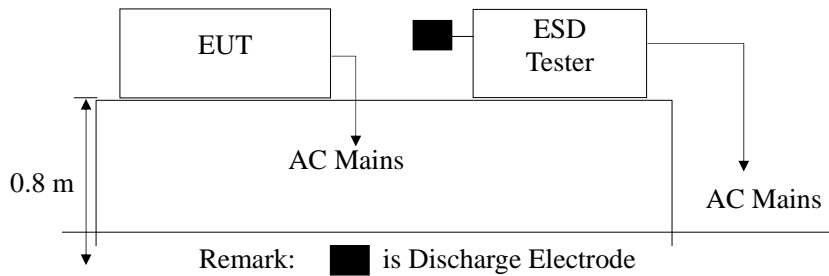 EUT
ESD
Tester
AC Mains
0.8 m
AC Mains
Remark: is Discharge Electrode